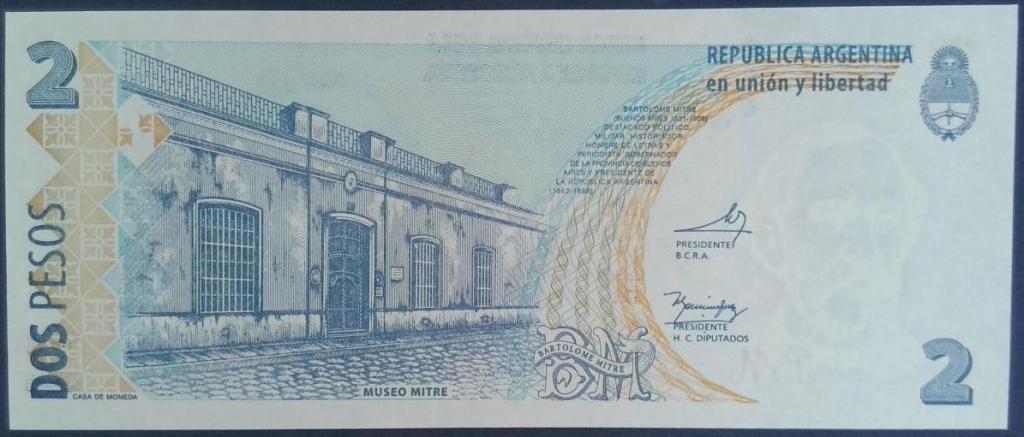 2
REPUBLICA ARGENTINA
en unión y libertad
BARTOLOME MITRE
(BUENOS AIRES 1821-1906)
DESTACADO POLITICO,
MILITAR, HISTORIADOR,
HOMBRE DE LETRAS Y
PERIODISTA. GOBERNADOR
DE LA PROVINCIA DE BUENOS
AIRES Y PRESIDENTE DE
LA REPUBLICA ARGENTINA
(1862-1868)
PRESIDENTE
B.C.R.A.
PRESIDENTE
H. C. DIPUTADOS
DOS PESOS
BM
BARTOLOME MITRE
CASA DE MONEDA
MUSEO MITRE
2